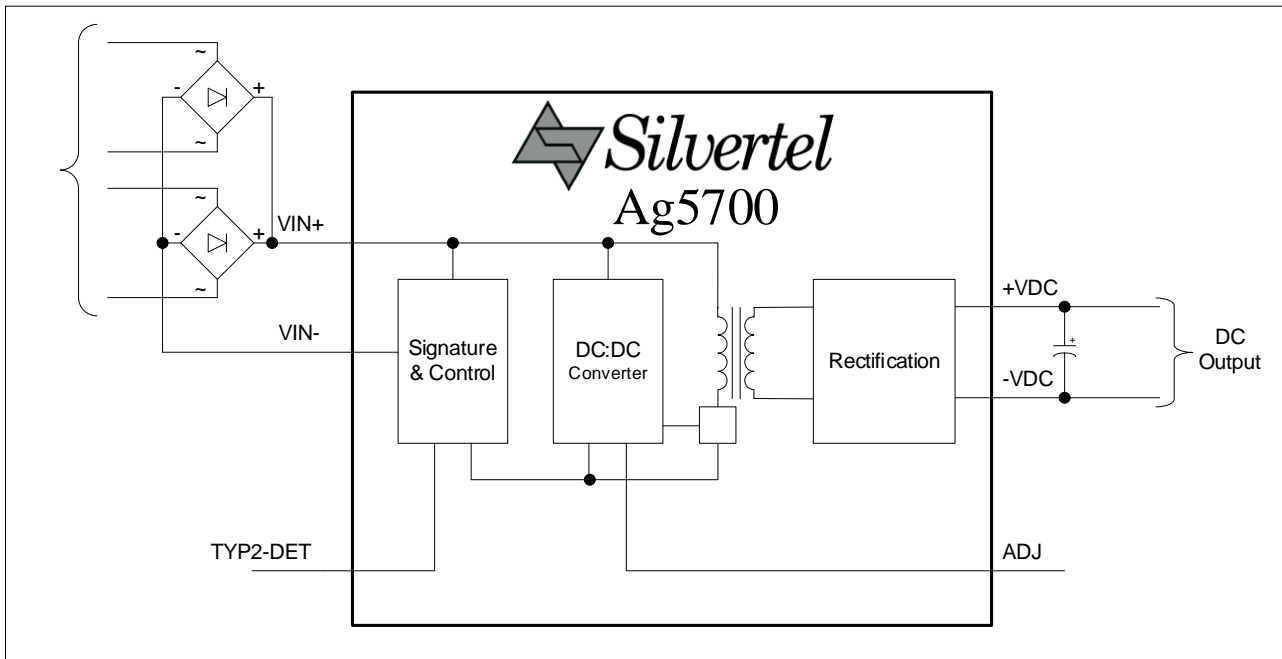 ~
- +
~
~
- +
~
VIN+
VIN-
Silvertel
Ag5700
Signature
& Control
DC:DC
Converter
Rectification
+VDC
+
-VDC
DC
Output
TYP2-DET
ADJ